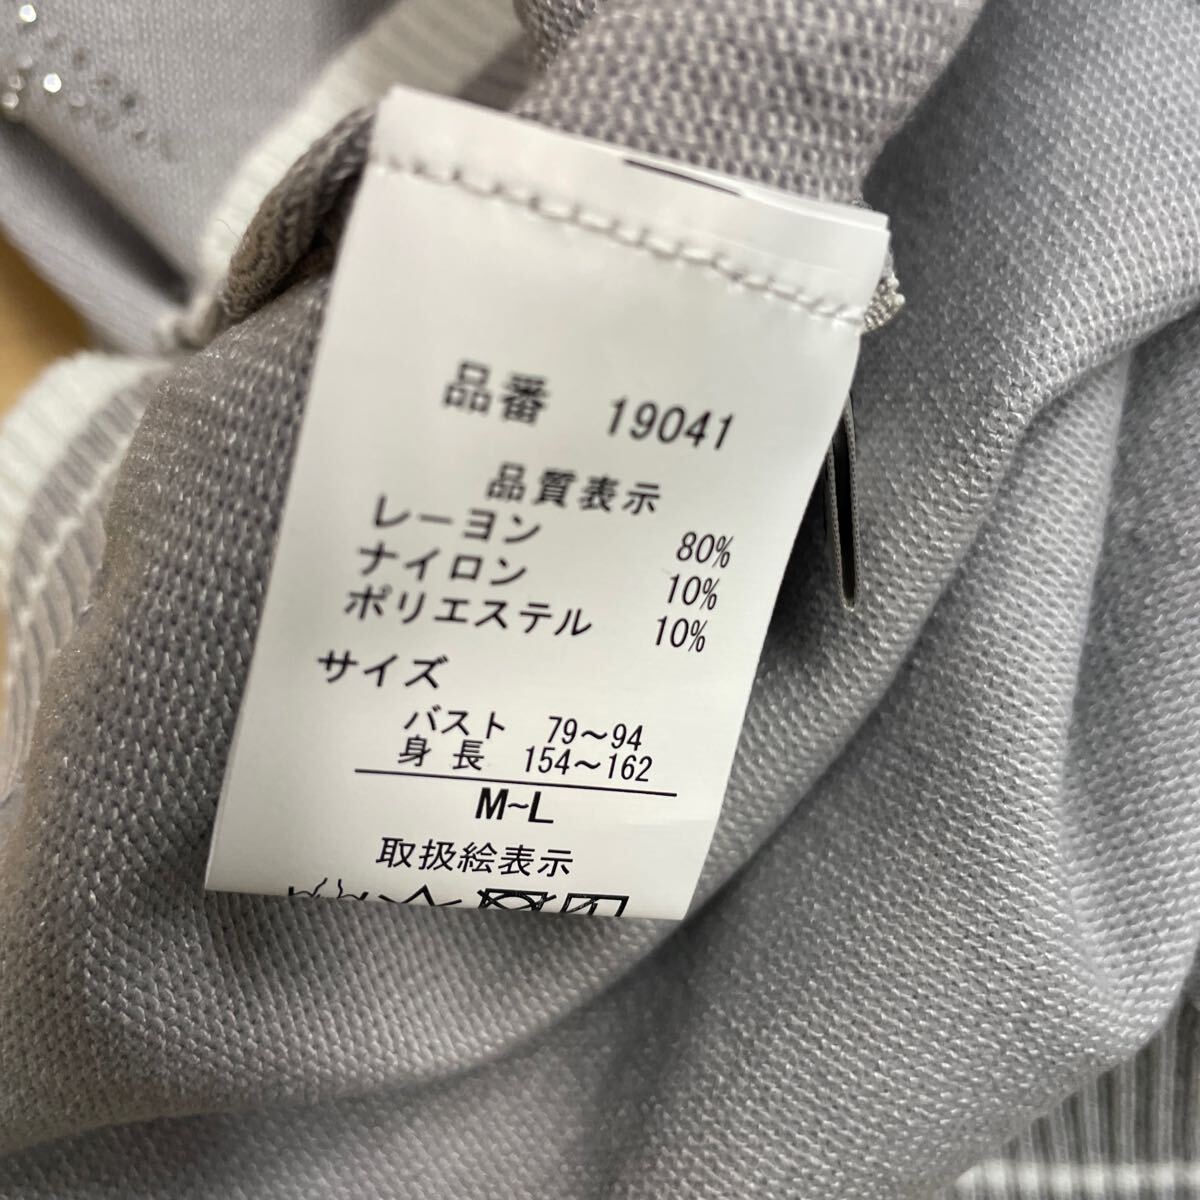 品番 19041
品質表示
レーヨン 80%
ナイロン 10%
ポリエステル 10%
サイズ
バスト 79～94
身長 154～162
M~L
取扱絵表示